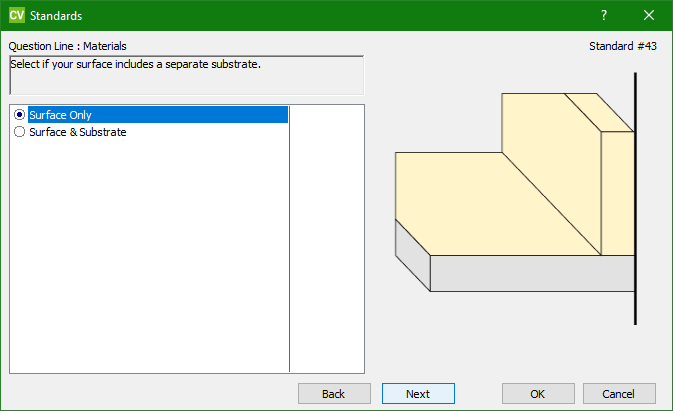 CV Standards
Question Line : Materials
Standard #43
Select if your surface includes a separate substrate.
Surface Only
Surface & Substrate
Back
Next
OK
Cancel